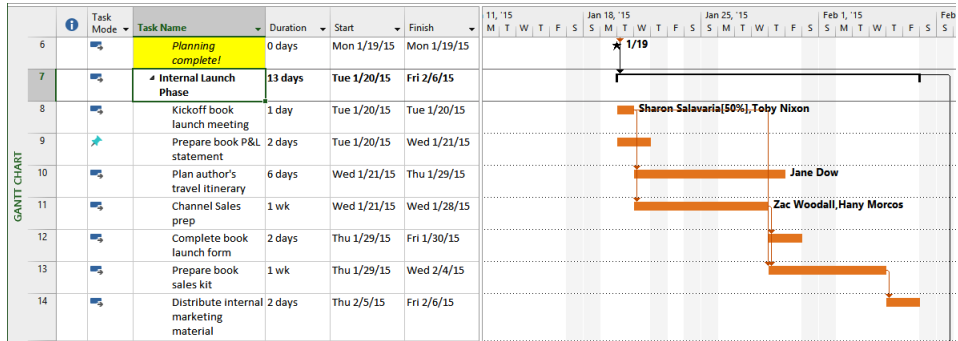 11, '15 Jan 18, '15 Jan 25, '15 Feb 1, '15 Feb
Task Mode Task Name Duration Start Finish M T W T F S S M T W T F S S M T W T F S S M T W T F S S
6 Planning complete! 0 days Mon 1/19/15 Mon 1/19/15 1/19
7 Internal Launch Phase 13 days Tue 1/20/15 Fri 2/6/15
8 Kickoff book launch meeting 1 day Tue 1/20/15 Tue 1/20/15 Sharon Salavaria[50%],Toby Nixon
9 Prepare book P&L statement 2 days Tue 1/20/15 Wed 1/21/15
10 Plan author's travel itinerary 6 days Wed 1/21/15 Thu 1/29/15 Jane Dow
11 Channel Sales prep 1 wk Wed 1/21/15 Wed 1/28/15 Zac Woodall,Hany Morcos
12 Complete book launch form 2 days Thu 1/29/15 Fri 1/30/15
13 Prepare book sales kit 1 wk Thu 1/29/15 Wed 2/4/15
14 Distribute internal marketing material 2 days Thu 2/5/15 Fri 2/6/15
GANTT CHART